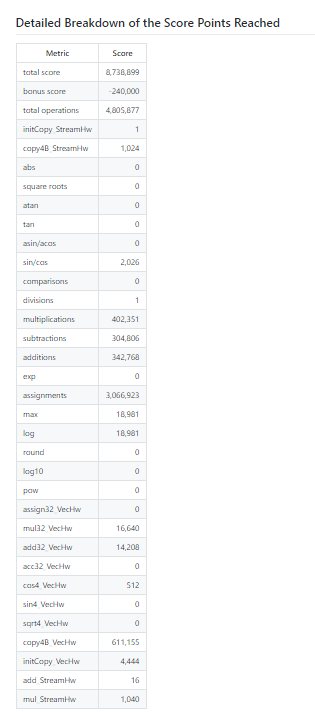 Detailed Breakdown of the Score Points Reached
Metric Score
total score 8,738,899
bonus score -240,000
total operations 4,805,877
initCopy_StreamHw 1
copy4B_StreamHw 1,024
abs 0
square roots 0
atan 0
tan 0
asin/acos 0
sin/cos 2,026
comparisons 0
divisions 1
multiplications 402,351
subtractions 304,806
additions 342,768
exp 0
assignments 3,066,923
max 18,981
log 18,981
round 0
log10 0
pow 0
assign32_VecHw 0
mul32_VecHw 16,640
add32_VecHw 14,208
acc32_VecHw 0
cos4_VecHw 512
sin4_VecHw 0
sqrt4_VecHw 0
copy4B_VecHw 611,155
initCopy_VecHw 4,444
add_StreamHw 16
mul_StreamHw 1,040